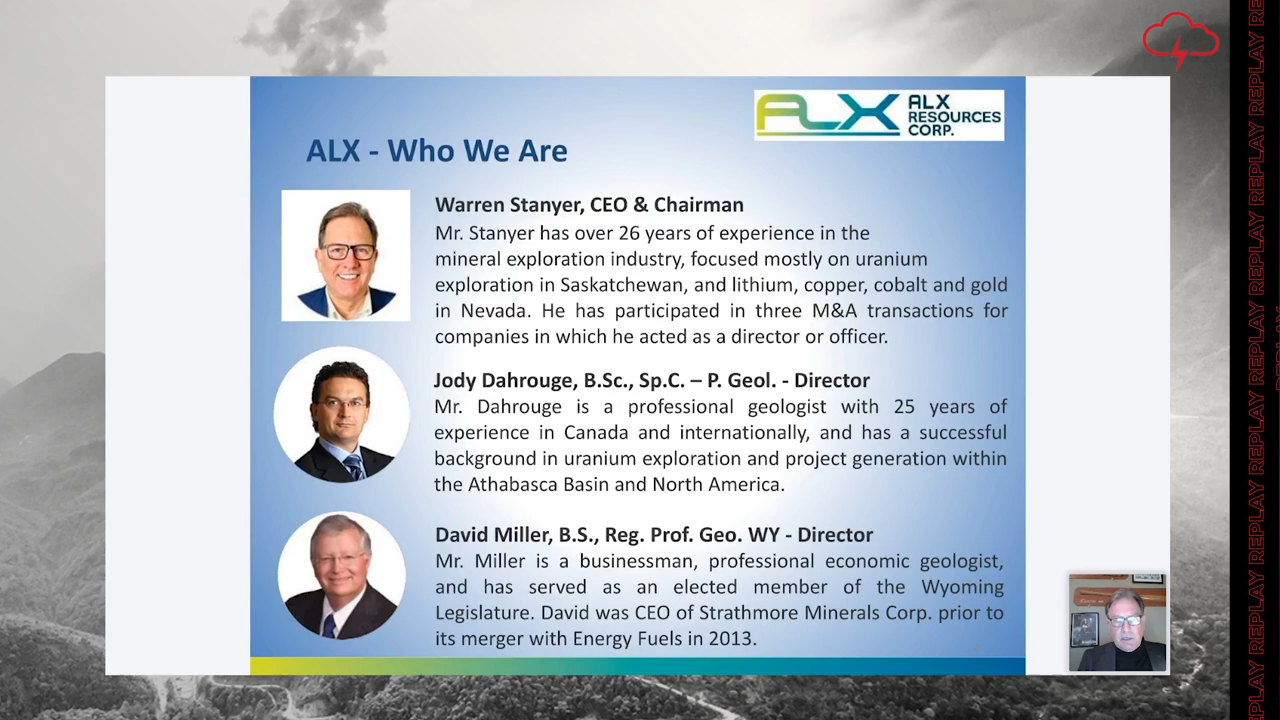 ALX
RESOURCES
CORP.
ALX - Who We Are
Warren Stanyer, CEO & Chairman
Mr. Stanyer has over 26 years of experience in the
mineral exploration industry, focused mostly on uranium
exploration in Saskatchewan, and lithium, copper, cobalt and gold
in Nevada. He has participated in three M&A transactions for
companies in which he acted as a director or officer.
Jody Dahrouge, B.Sc., Sp.C. – P. Geol. - Director
Mr. Dahrouge is a professional geologist with 25 years of
experience in Canada and internationally, and has a successful
background in uranium exploration and project generation within
the Athabasca Basin and North America.
David Miller, B.S., Reg. Prof. Geo. WY - Director
Mr. Miller is a businessman, professional economic geologist,
and has served as an elected member of the Wyoming
Legislature. David was CEO of Strathmore Minerals Corp. prior to
its merger with Energy Fuels in 2013.
REPLAY REPLAY REPLAY REPLAY REPLAY REPLAY REPLAY REPLAY